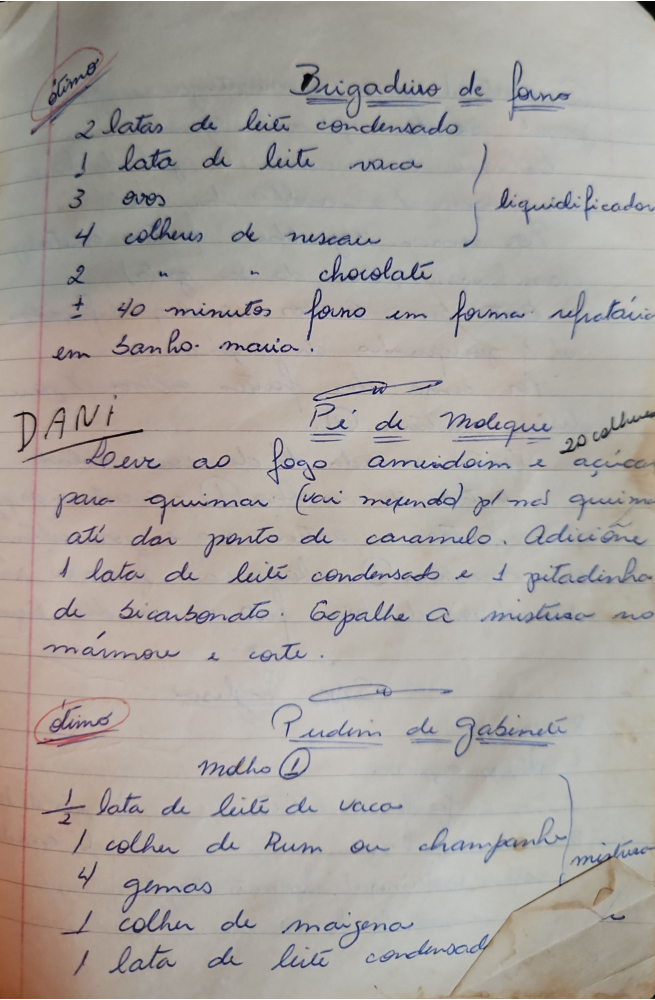 ótimo
Brigadeiro de forno
2 latas de leite condensado
1 lata de leite vaca
3 ovos
liquidificador
4 colheres de nescau
2 " " chocolate
± 40 minutos forno em forma refratária
em banho-maria!
DANI
Pé de Moleque
20 colheres
Leve ao fogo amendoim e açúcar
para queimar (vai mexendo) p/ não queima
até dar ponto de caramelo. Adicione
1 lata de leite condensado e 1 pitadinha
de bicarbonato. Espalhe a mistura no
mármore e corte.
ótimo
Pudim de gabinete
Molho 1
1/2 lata de leite de vaca
1 colher de Rum ou champanhe
mistura
4 gemas
1 colher de maizena
1 lata de leite condensad